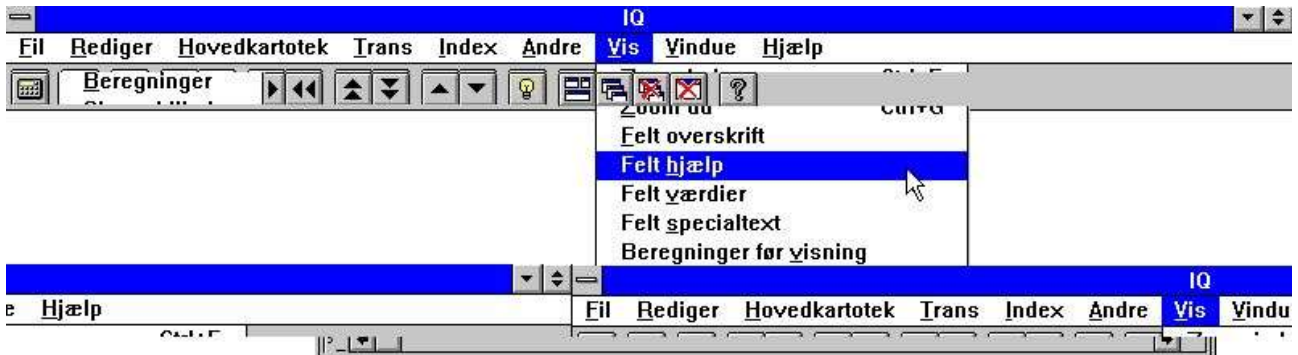 IQ
Fil Rediger Hovedkartotek Trans Index Andre Vis Vindue Hjælp
Beregninger
Ctrl+G
Felt overskrift
Felt hjælp
Felt værdier
Felt specialtext
Beregninger før visning
IQ
Hjælp
Fil Rediger Hovedkartotek Trans Index Andre Vis Vindu